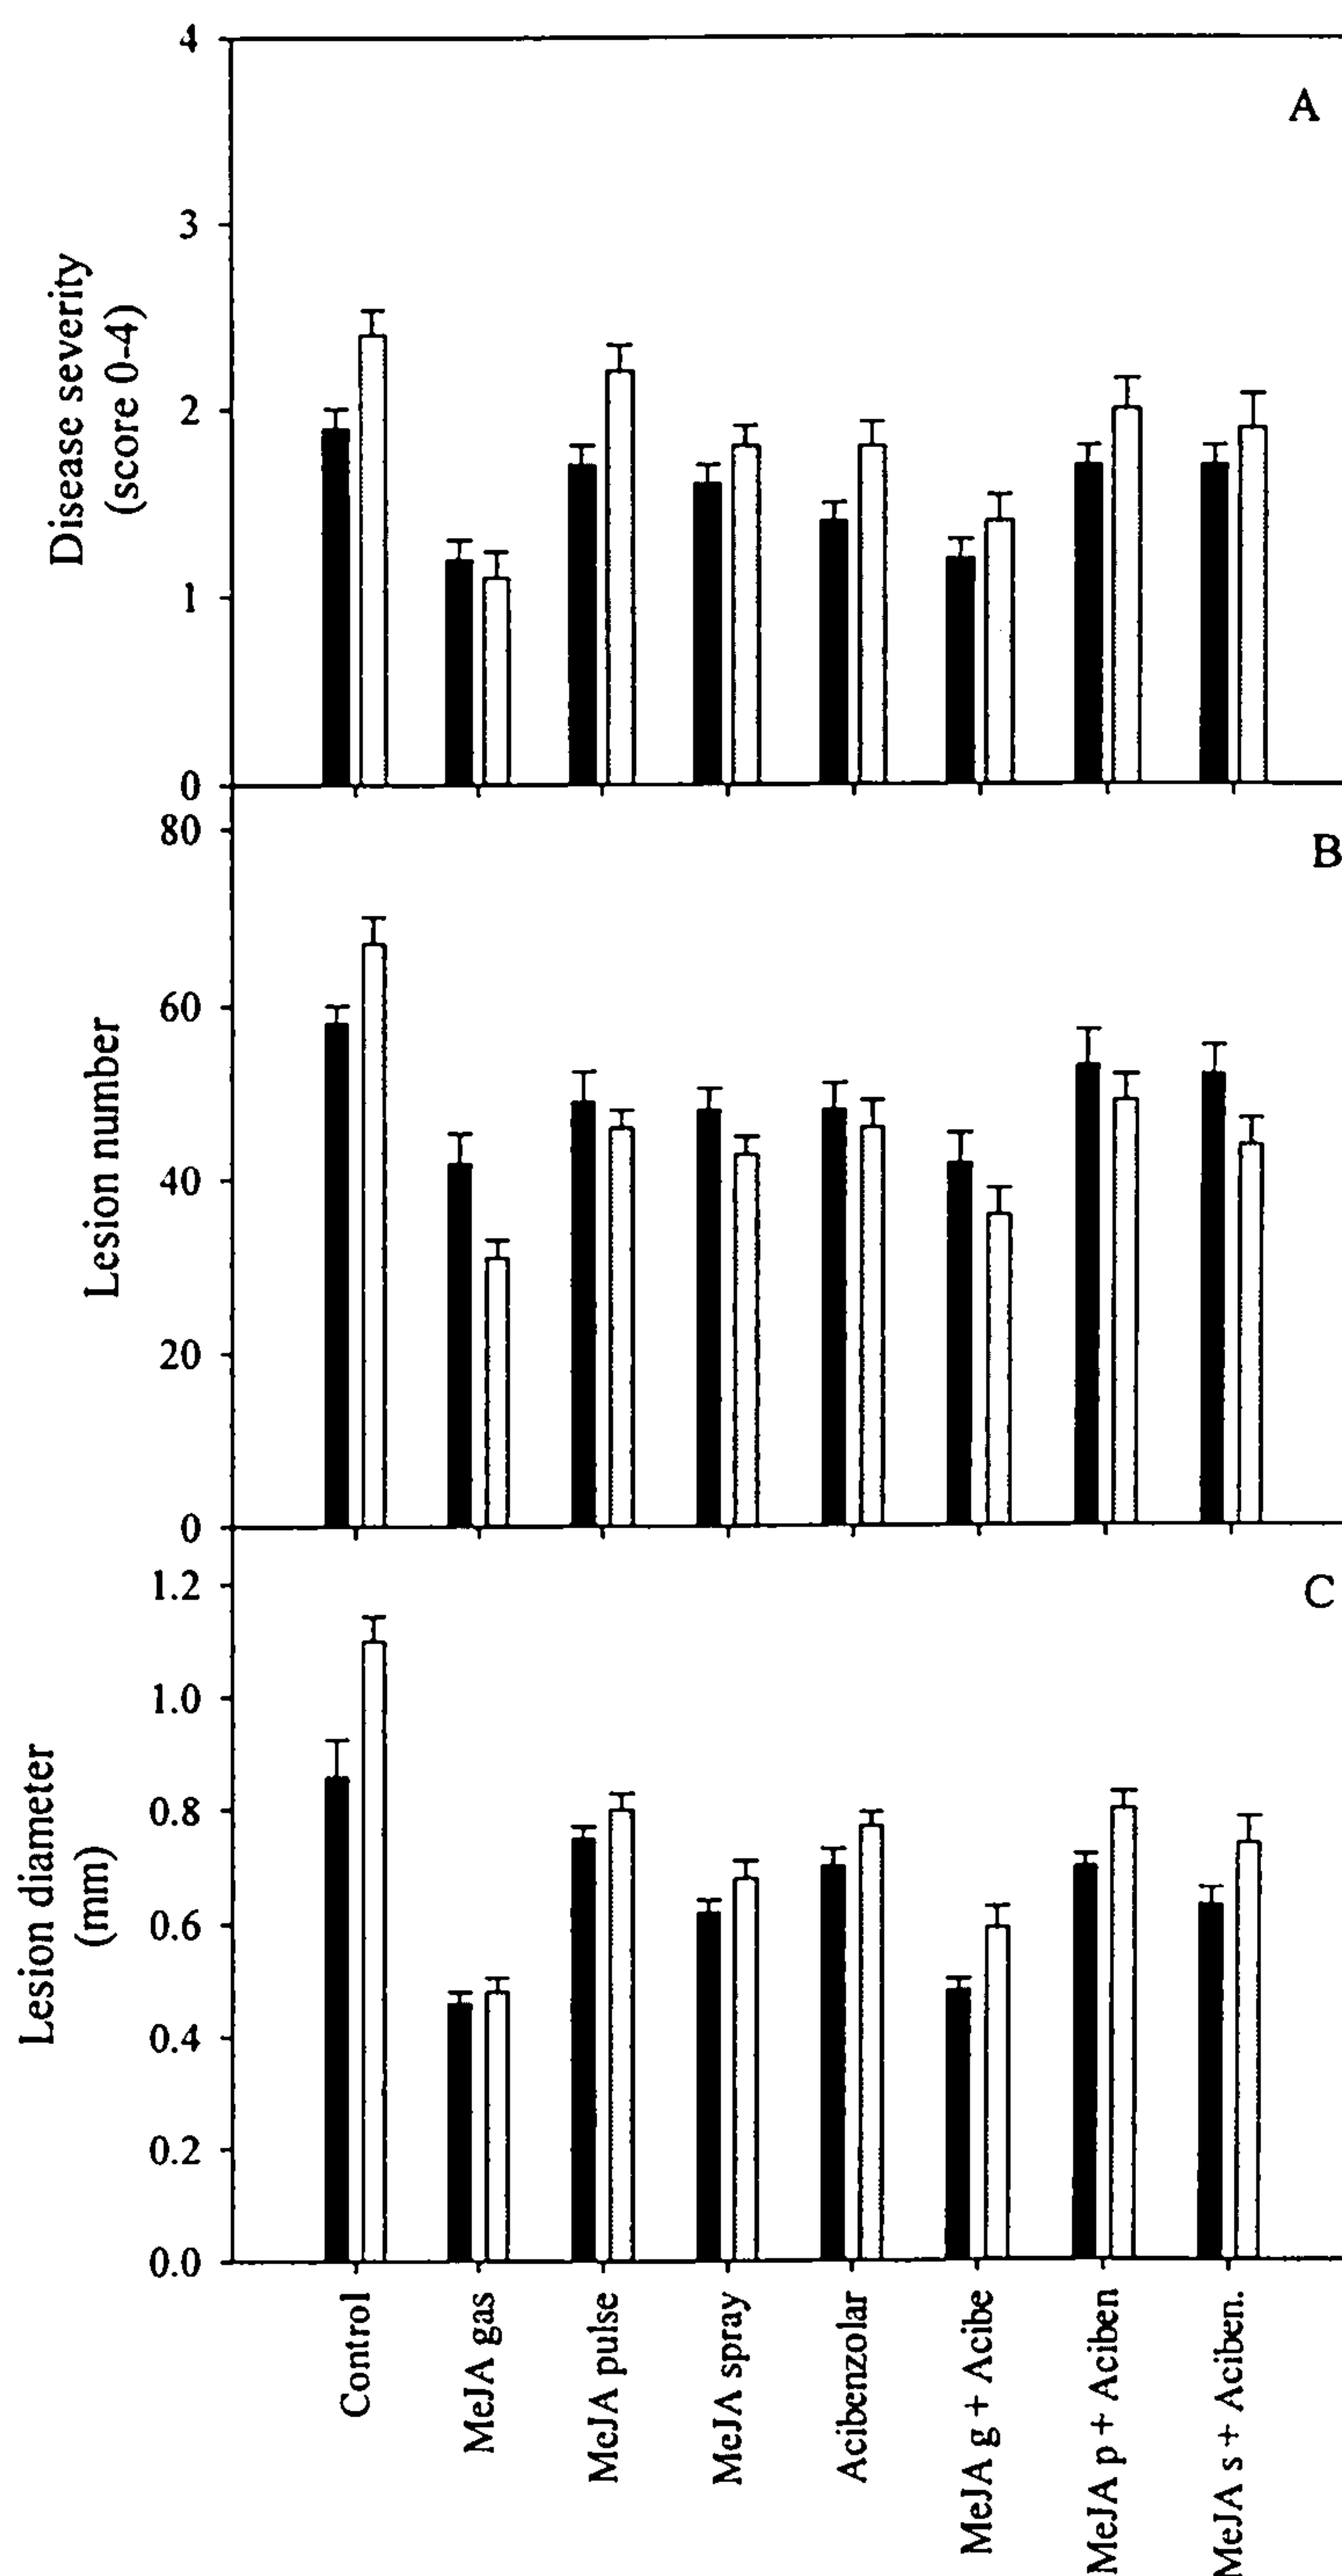 A
Disease severity
(score 0-4)
4
3
2
1
0
B
Lesion number
80
60
40
20
0
C
Lesion diameter
(mm)
1.2
1.0
0.8
0.6
0.4
0.2
0.0
Control
MeJA gas
MeJA pulse
MeJA spray
Acibenzolar
MeJA g + Acibe
MeJA p + Aciben
MeJA s + Aciben.